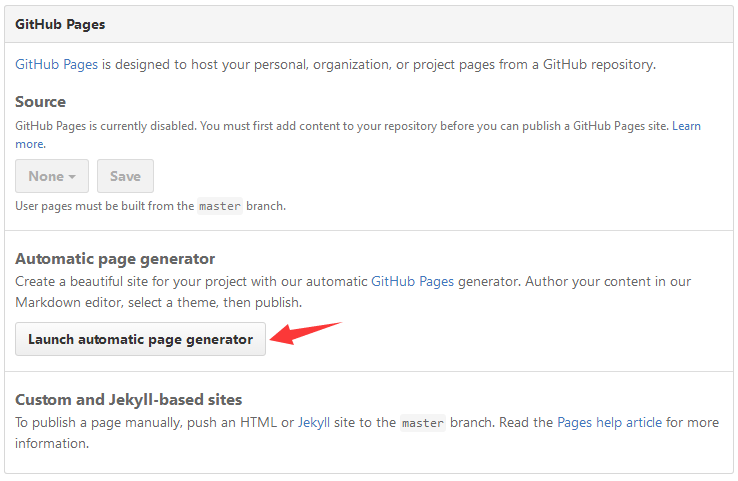 GitHub Pages
GitHub Pages is designed to host your personal, organization, or project pages from a GitHub repository.
Source
GitHub Pages is currently disabled. You must first add content to your repository before you can publish a GitHub Pages site. Learn
more.
None Save
User pages must be built from the master branch.
Automatic page generator
Create a beautiful site for your project with our automatic GitHub Pages generator. Author your content in our
Markdown editor, select a theme, then publish.
Launch automatic page generator
Custom and Jekyll-based sites
To publish a page manually, push an HTML or Jekyll site to the master branch. Read the Pages help article for more
information.